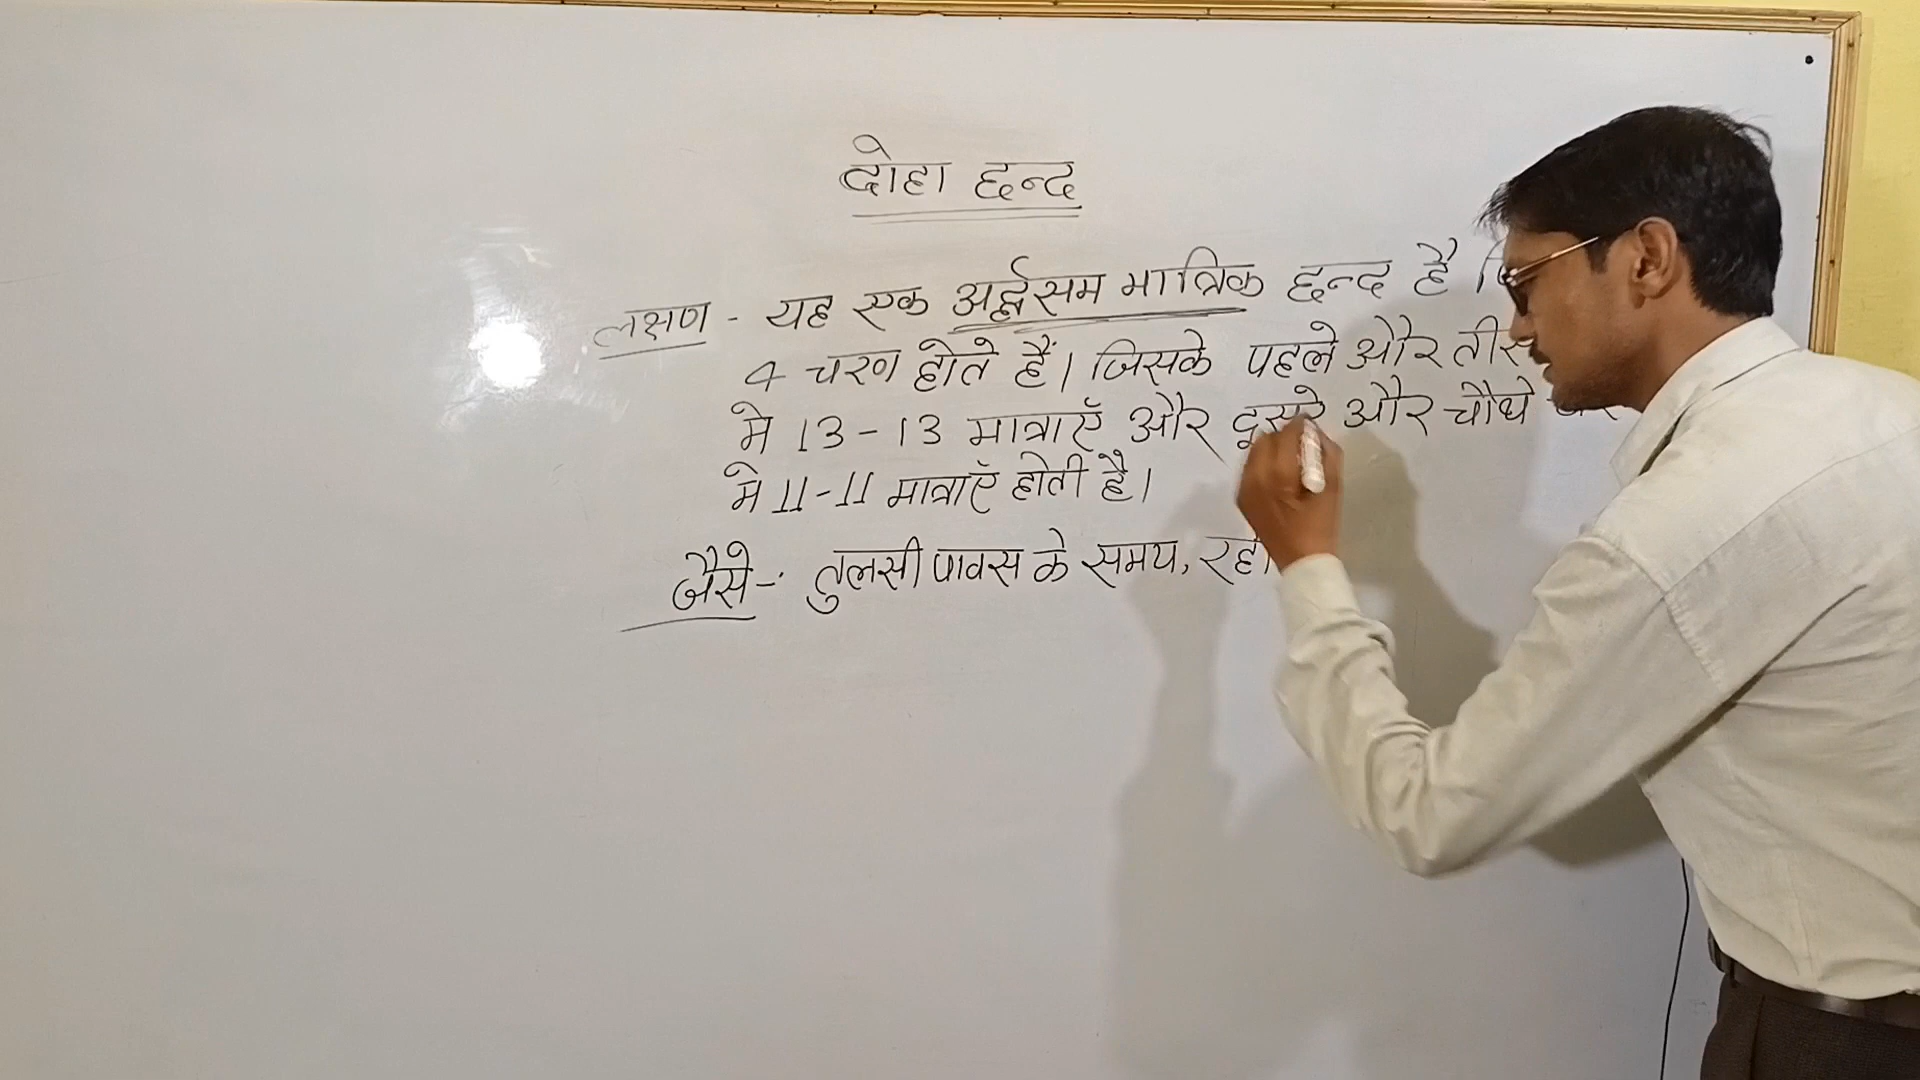 दोहा छन्द
लक्षण - यह एक अर्द्धसम मात्रिक छन्द है
4 चरण होते हैं। जिसके पहले और
मे 13-13 मात्राएँ और दूसरे और चौथे
मे 11-11 मात्राएँ होती है।
जैसे-: तुलसी पावस के समय,